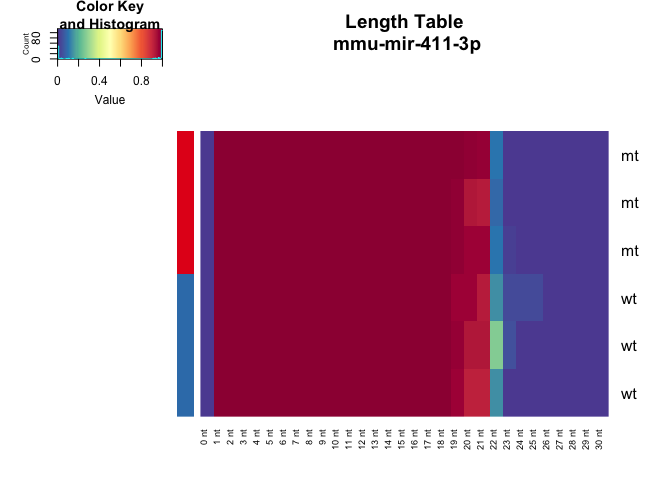 Color Key
and Histogram
Count
0 80
0 0.4 0.8
Value
Length Table
mmu-mir-411-3p
mt
mt
mt
wt
wt
wt
0 nt 1 nt 2 nt 3 nt 4 nt 5 nt 6 nt 7 nt 8 nt 9 nt 10 nt 11 nt 12 nt 13 nt 14 nt 15 nt 16 nt 17 nt 18 nt 19 nt 20 nt 21 nt 22 nt 23 nt 24 nt 25 nt 26 nt 27 nt 28 nt 29 nt 30 nt